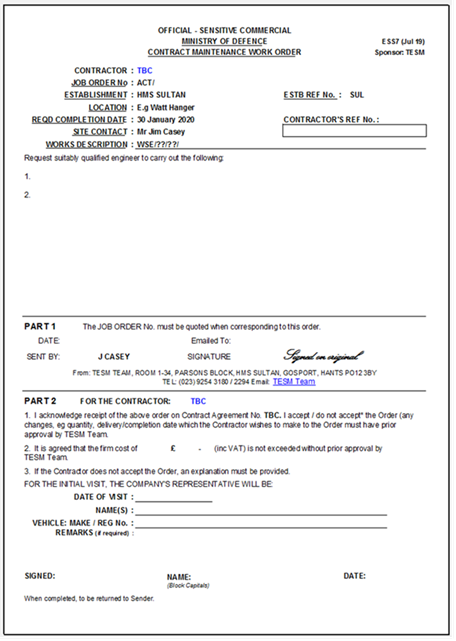 OFFICIAL - SENSITIVE COMMERCIAL
MINISTRY OF DEFENCE ES57 (Jul 19)
CONTRACT MAINTENANCE WORK ORDER Sponsor: TESM
CONTRACTOR : TBC
JOB ORDER No : ACT/
ESTABLISHMENT : HMS SULTAN ESTB REF No. : SUL
LOCATION : E.g Watt Hanger
REQD COMPLETION DATE : 30 January 2020 CONTRACTOR'S REF No. :
SITE CONTACT : Mr Jim Casey
WORKS DESCRIPTION : WSE/??/??/
Request suitably qualified engineer to carry out the following:
1.
2.
PART 1 The JOB ORDER No. must be quoted when corresponding to this order.
DATE: Emailed To:
SENT BY: J CASEY SIGNATURE Signed on original
From: TESM TEAM, ROOM 1-34, PARSONS BLOCK, HMS SULTAN, GOSPORT, HANTS PO12 3BY
TEL: (023) 9254 3180 / 2294 Email: TESM Team
PART 2 FOR THE CONTRACTOR: TBC
1. I acknowledge receipt of the above order on Contract Agreement No. TBC. I accept / do not accept* the Order (any
changes, eg quantity, delivery/completion date which the Contractor wishes to make to the Order must have prior
approval by TESM Team.
2. It is agreed that the firm cost of £ - (inc VAT) is not exceeded without prior approval by
TESM Team.
3. If the Contractor does not accept the Order, an explanation must be provided.
FOR THE INITIAL VISIT, THE COMPANY'S REPRESENTATIVE WILL BE:
DATE OF VISIT :
NAME(S) :
VEHICLE: MAKE / REG No. :
REMARKS (if required) :
SIGNED: NAME: DATE:
(Block Capitals)
When completed, to be returned to Sender.